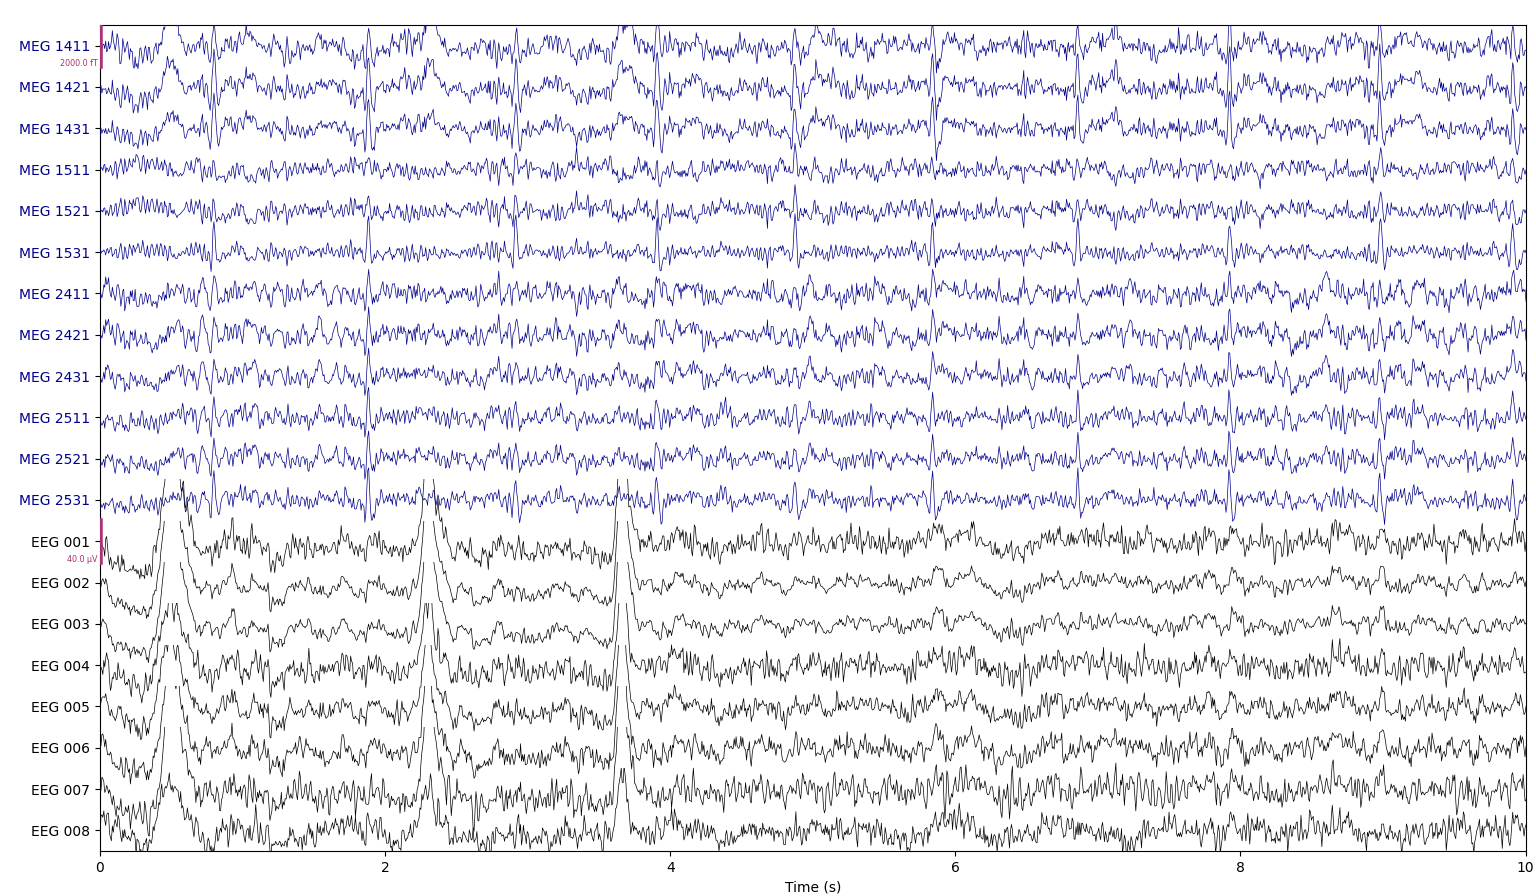 MEG 1411
2000.0 fT
MEG 1421
MEG 1431
MEG 1511
MEG 1521
MEG 1531
MEG 2411
MEG 2421
MEG 2431
MEG 2511
MEG 2521
MEG 2531
EEG 001
40.0 µV
EEG 002
EEG 003
EEG 004
EEG 005
EEG 006
EEG 007
EEG 008
0 2 4 6 8 10
Time (s)